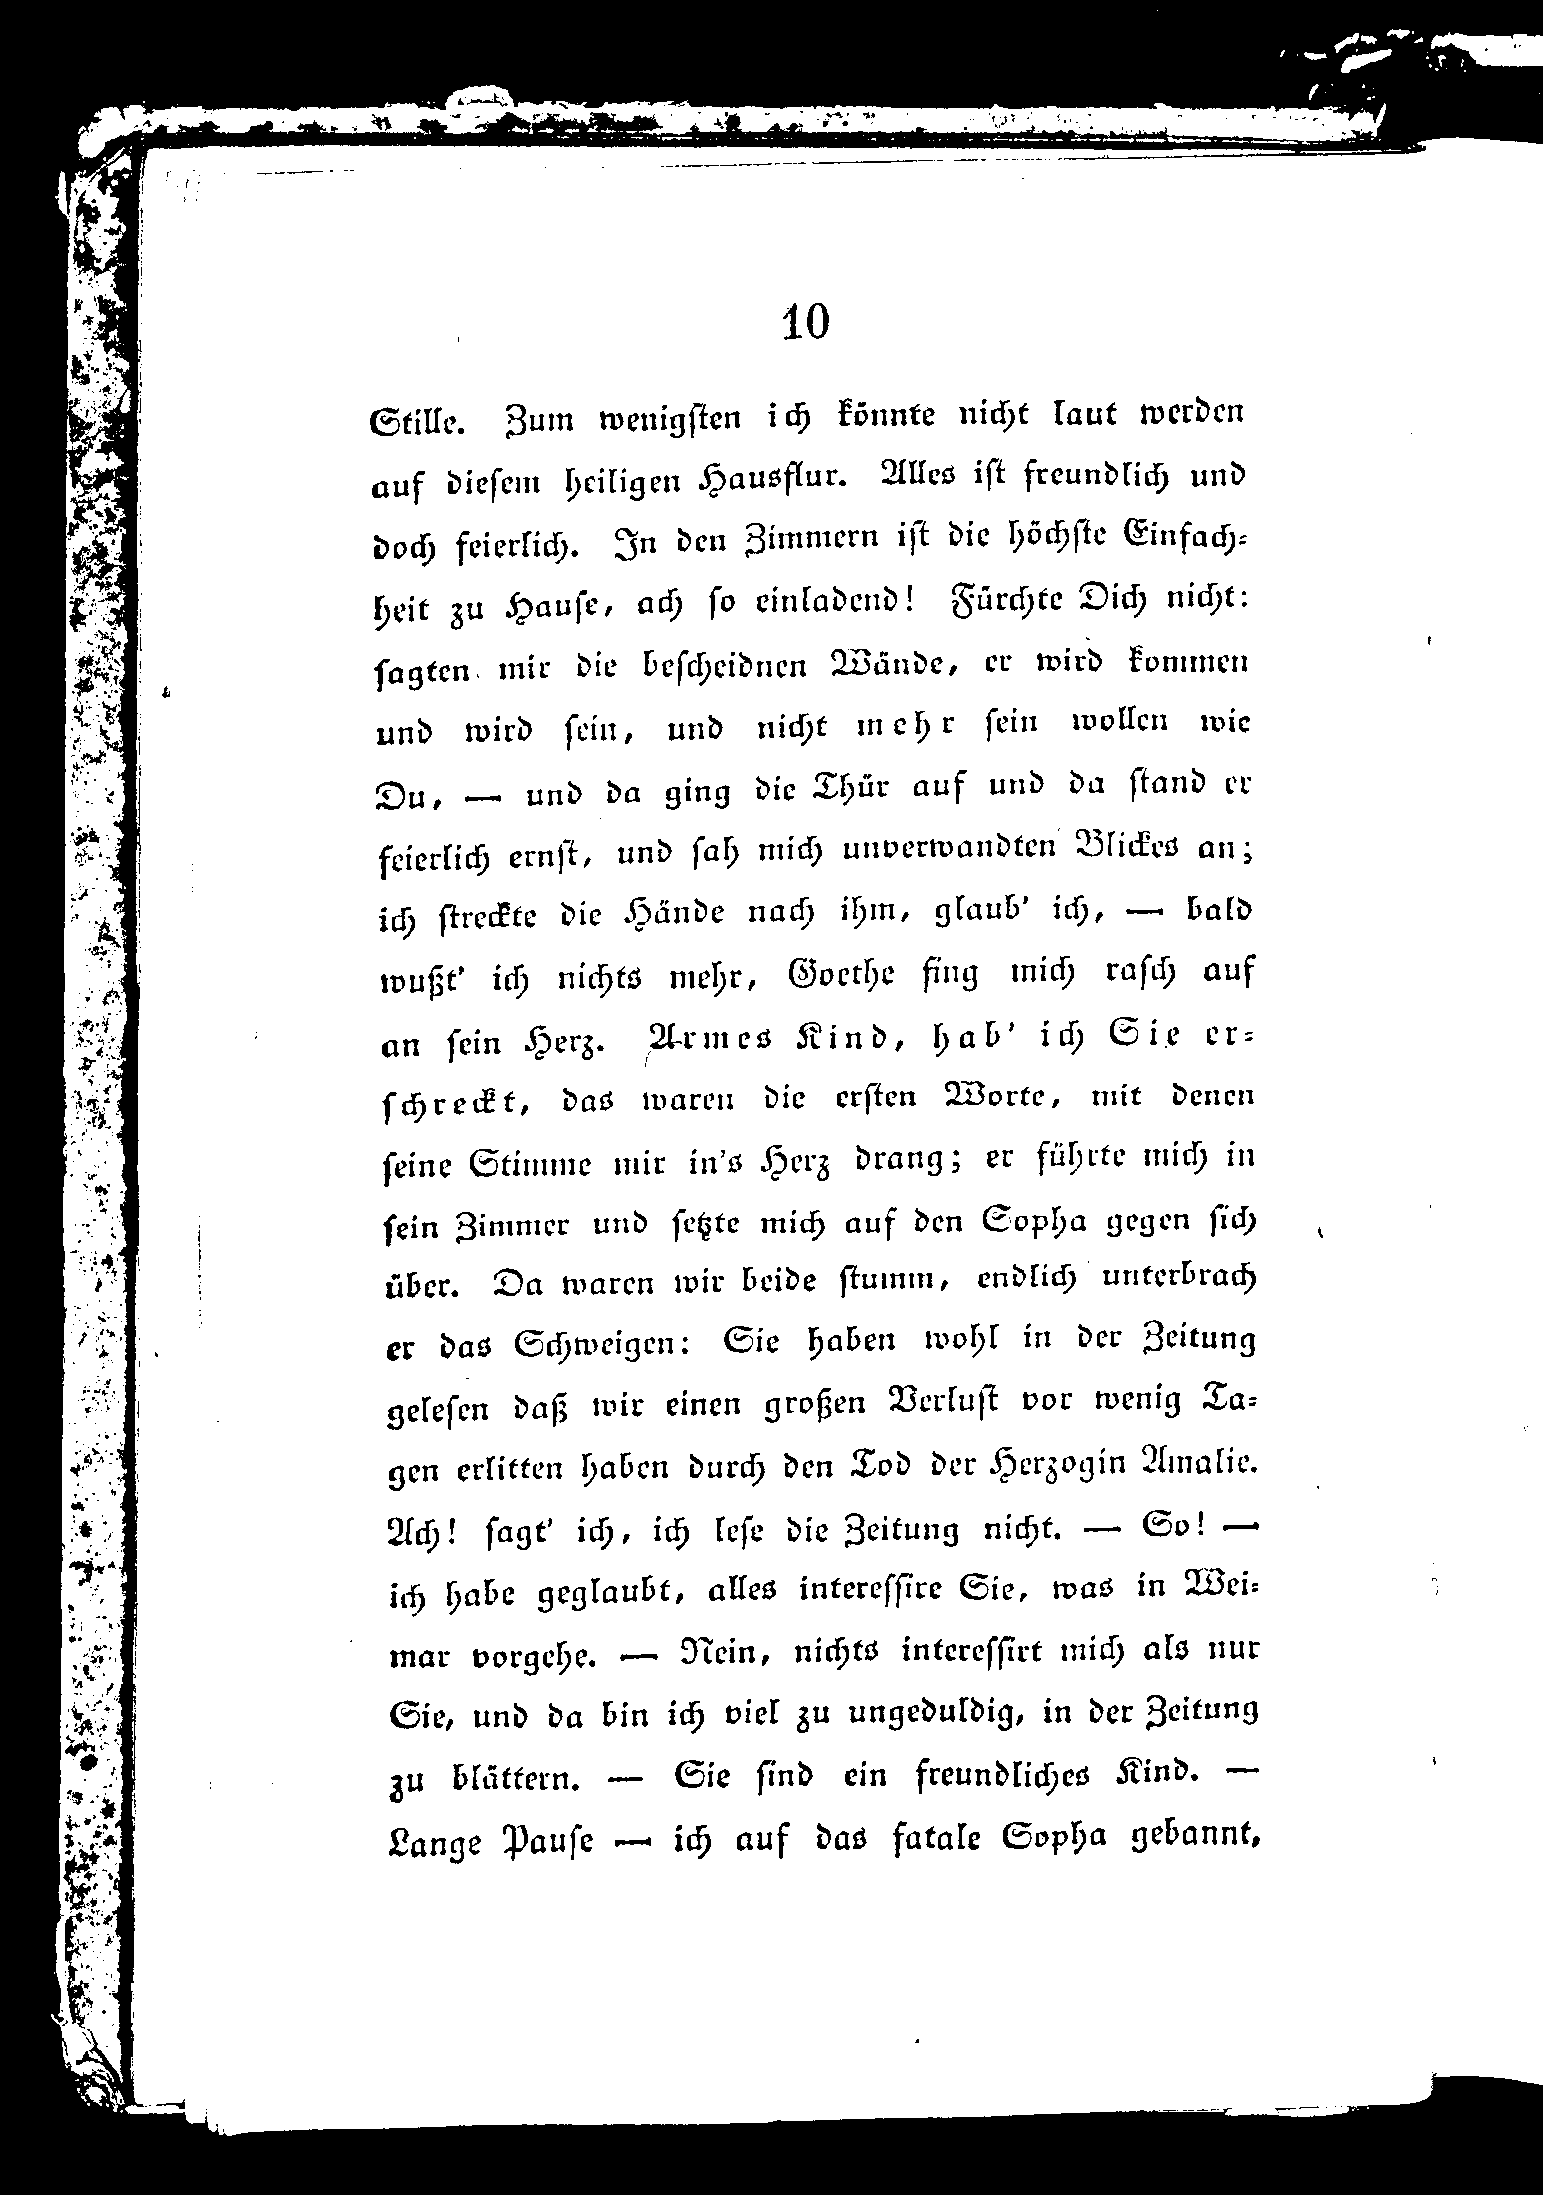 10
Stille. Zum wenigsten ich könnte nicht laut werden
auf diesem heiligen Hausflur. Alles ist freundlich und
doch feierlich. In den Zimmern ist die höchste Einfach-
heit zu Hause, ach so einladend! Fürchte Dich nicht:
sagten mir die bescheidnen Wände, er wird kommen
und wird sein, und nicht mehr sein wollen wie
Du, — und da ging die Thür auf und da stand er
feierlich ernst, und sah mich unverwandten Blickes an;
ich streckte die Hände nach ihm, glaub' ich, — bald
wußt' ich nichts mehr, Goethe fing mich rasch auf
an sein Herz. Armes Kind, hab' ich Sie er-
schreckt, das waren die ersten Worte, mit denen
seine Stimme mir in's Herz drang; er führte mich in
sein Zimmer und setzte mich auf den Sopha gegen sich
über. Da waren wir beide stumm, endlich unterbrach
er das Schweigen: Sie haben wohl in der Zeitung
gelesen daß wir einen großen Verlust vor wenig Ta-
gen erlitten haben durch den Tod der Herzogin Amalie.
Ach! sagt' ich, ich lese die Zeitung nicht. — So! —
ich habe geglaubt, alles interessire Sie, was in Wei-
mar vorgehe. — Nein, nichts interessirt mich als nur
Sie, und da bin ich viel zu ungeduldig, in der Zeitung
zu blättern. — Sie sind ein freundliches Kind. —
Lange Pause — ich auf das fatale Sopha gebannt,